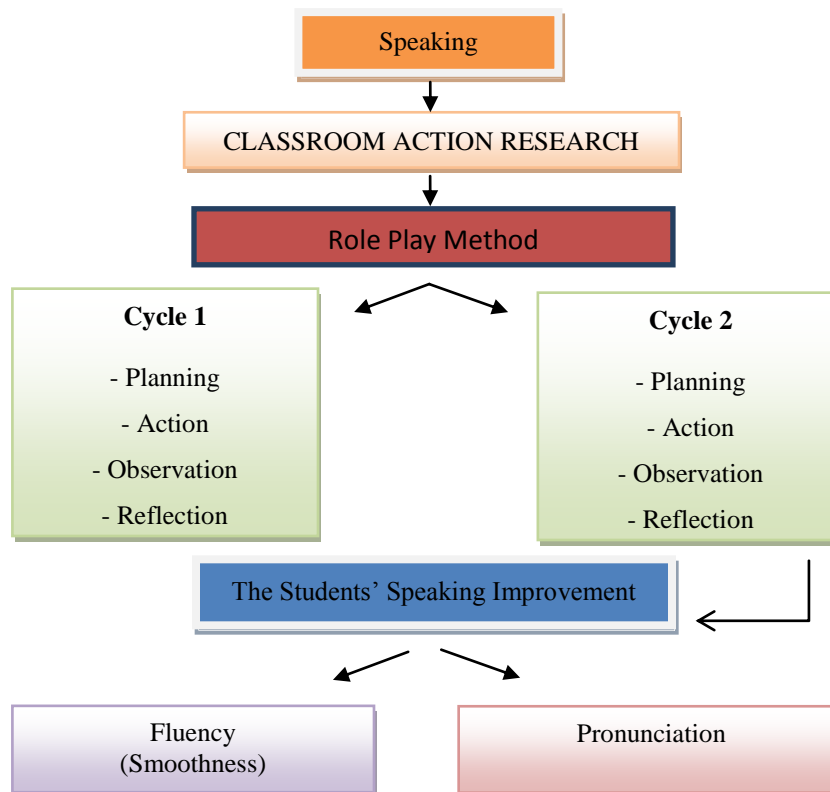 Speaking
CLASSROOM ACTION RESEARCH
Role Play Method
Cycle 1
- Planning
- Action
- Observation
- Reflection
Cycle 2
- Planning
- Action
- Observation
- Reflection
The Students’ Speaking Improvement
Fluency
(Smoothness)
Pronunciation